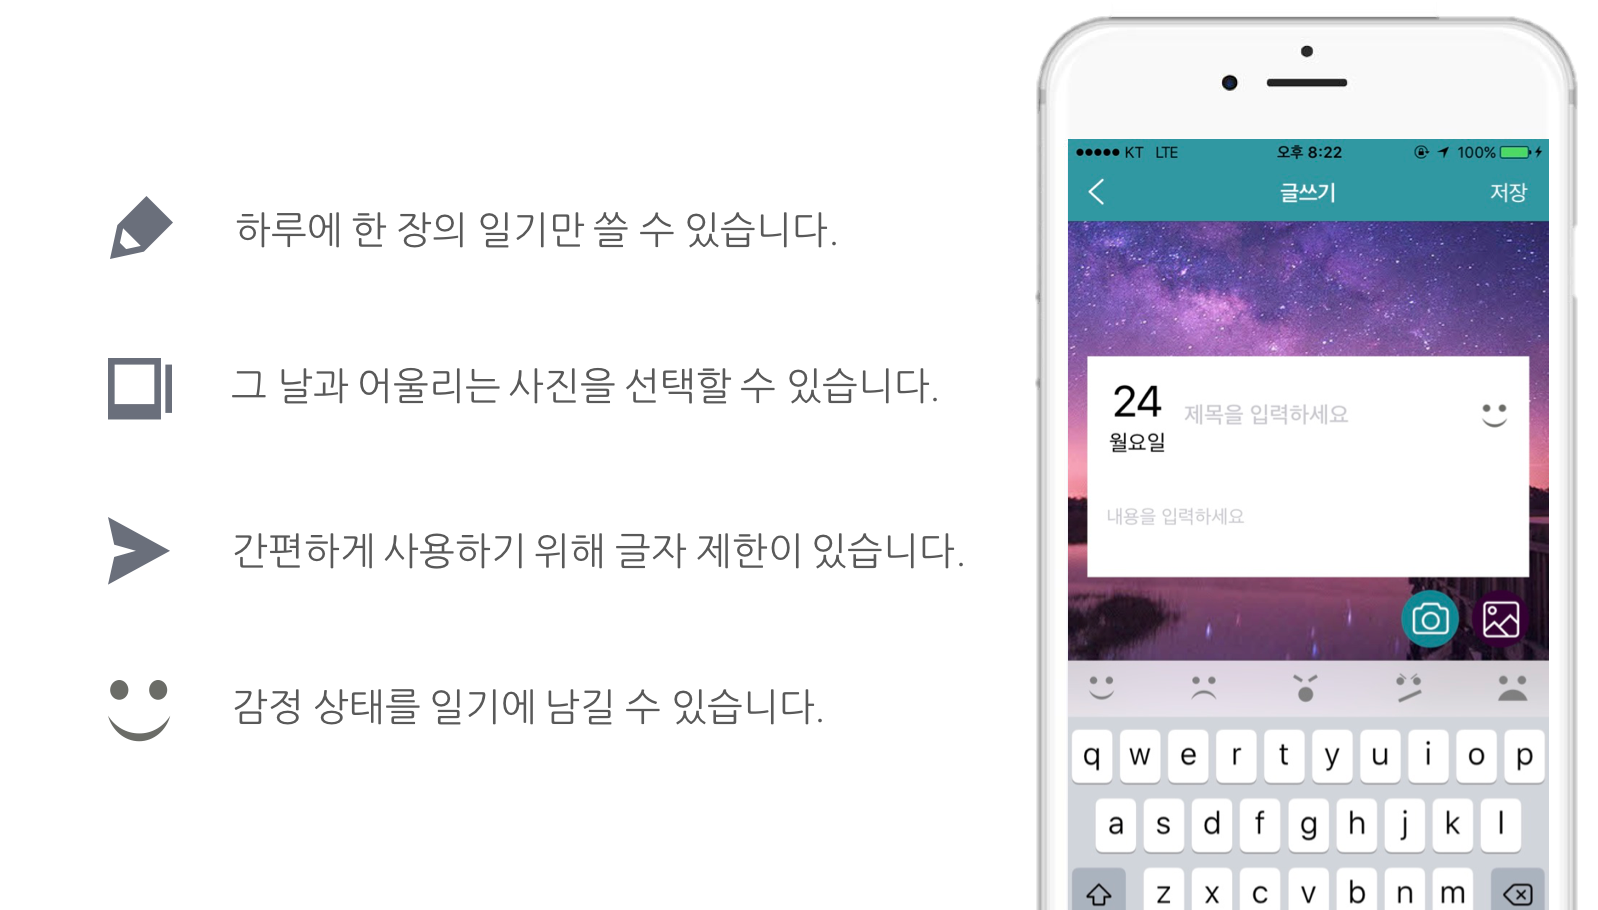 하루에 한 장의 일기만 쓸 수 있습니다.
그 날과 어울리는 사진을 선택할 수 있습니다.
간편하게 사용하기 위해 글자 제한이 있습니다.
감정 상태를 일기에 남길 수 있습니다.
KT LTE 오후 8:22 100%
글쓰기 저장
24 제목을 입력하세요
월요일
내용을 입력하세요
q w e r t y u i o p
a s d f g h j k l
z x c v b n m